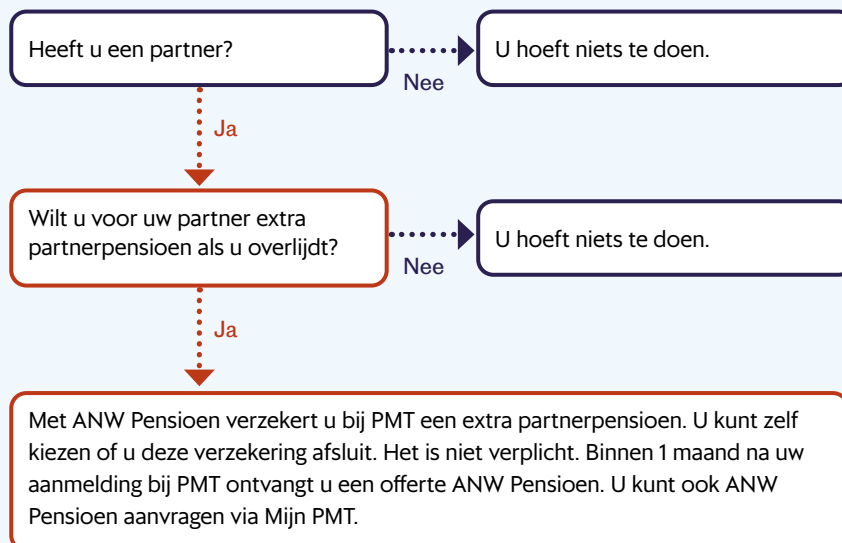 Heeft u een partner?
U hoeft niets te doen.
Nee
Ja
Wilt u voor uw partner extra
partnerpensioen als u overlijdt?
U hoeft niets te doen.
Nee
Ja
Met ANW Pensioen verzekert u bij PMT een extra partnerpensioen. U kunt zelf
kiezen of u deze verzekering afsluit. Het is niet verplicht. Binnen 1 maand na uw
aanmelding bij PMT ontvangt u een offerte ANW Pensioen. U kunt ook ANW
Pensioen aanvragen via Mijn PMT.